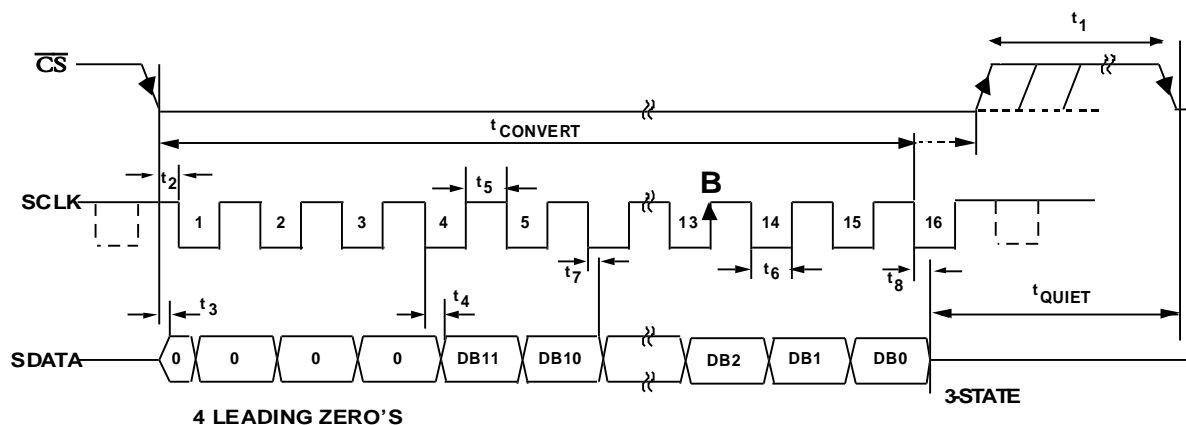 t1
CS
tCONVERT
t2
t5
B
SCLK
1 2 3 4 5 13 14 15 16
t7 t6 t8
t3 t4 tQUIET
SDATA
0 0 0 0 DB11 DB10 DB2 DB1 DB0
3-STATE
4 LEADING ZERO'S